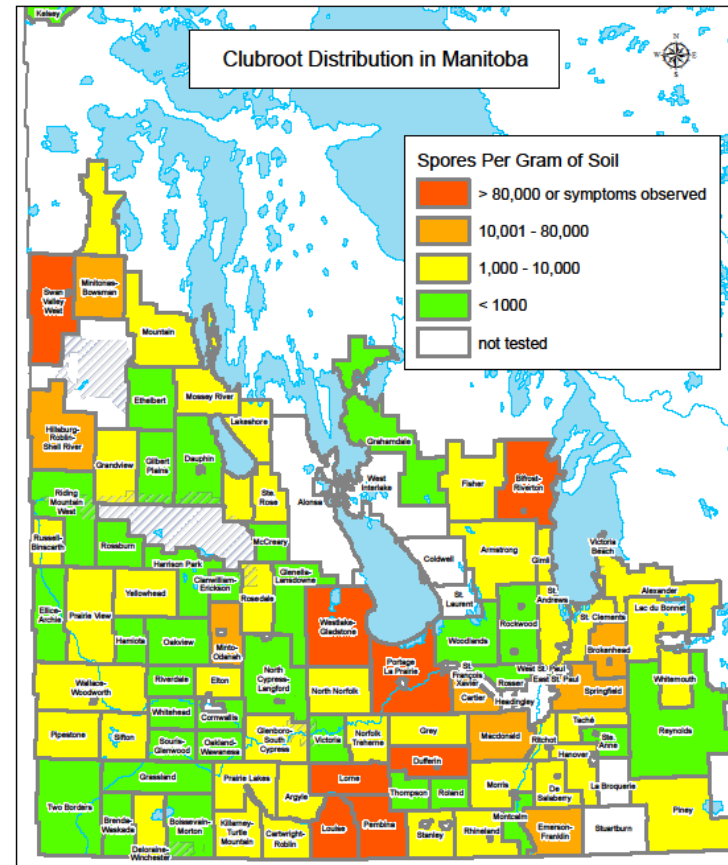 Kelsey
Clubroot Distribution in Manitoba
N
W
E
S
Spores Per Gram of Soil
> 80,000 or symptoms observed
10,001 - 80,000
1,000 - 10,000
< 1000
not tested
Swan
Valley
West
Minitonas-
Bowsman
Mountain
Ethelbert
Mossey River
Hillsburg-
Roblin-
Shell River
Grandview
Gilbert
Plains
Dauphin
Lakeshore
Grahamdale
Ste.
Rose
Alonsa
West
Interlake
Fisher
Bifrost-
Riverton
Riding
Mountain
West
Russell-
Binscarth
Rossburn
McCreary
Harrison Park
Clanwilliam-
Erickson
Glenella-
Lansdowne
Coldwell
Armstrong
Gimli
Victoria
Beach
Ellice-
Archie
Prairie View
Yellowhead
Rosedale
St.
Laurent
St.
Andrews
Alexander
Lac du Bonnet
St. Clements
Hamiota
Oakview
Minto-
Odanah
Westlake-
Gladstone
Woodlands
Rockwood
Brokenhead
North
Cypress-
Langford
Portage
La Prairie
St.
François
Xavier
Rosser
West St. Paul
East St. Paul
Whitemouth
Wallace-
Woodworth
Riverdale
Elton
North Norfolk
Cartier
Headingley
Springfield
Reynolds
Whitehead
Cornwallis
Pipestone
Sifton
Souris-
Glenwood
Oakland-
Wawanesa
Glenboro-
South
Cypress
Victoria
Norfolk
Treherne
Grey
Macdonald
Ritchot
Taché
Ste.
Anne
Hanover
Dufferin
Grassland
Prairie Lakes
Lorne
Thompson
Roland
Morris
De
Salaberry
La Broquerie
Two Borders
Brenda-
Waskada
Boissevain-
Morton
Deloraine-
Winchester
Killarney-
Turtle
Mountain
Argyle
Cartwright-
Roblin
Louise
Pembina
Stanley
Rhineland
Montcalm
Emerson-
Franklin
Stuartburn
Piney